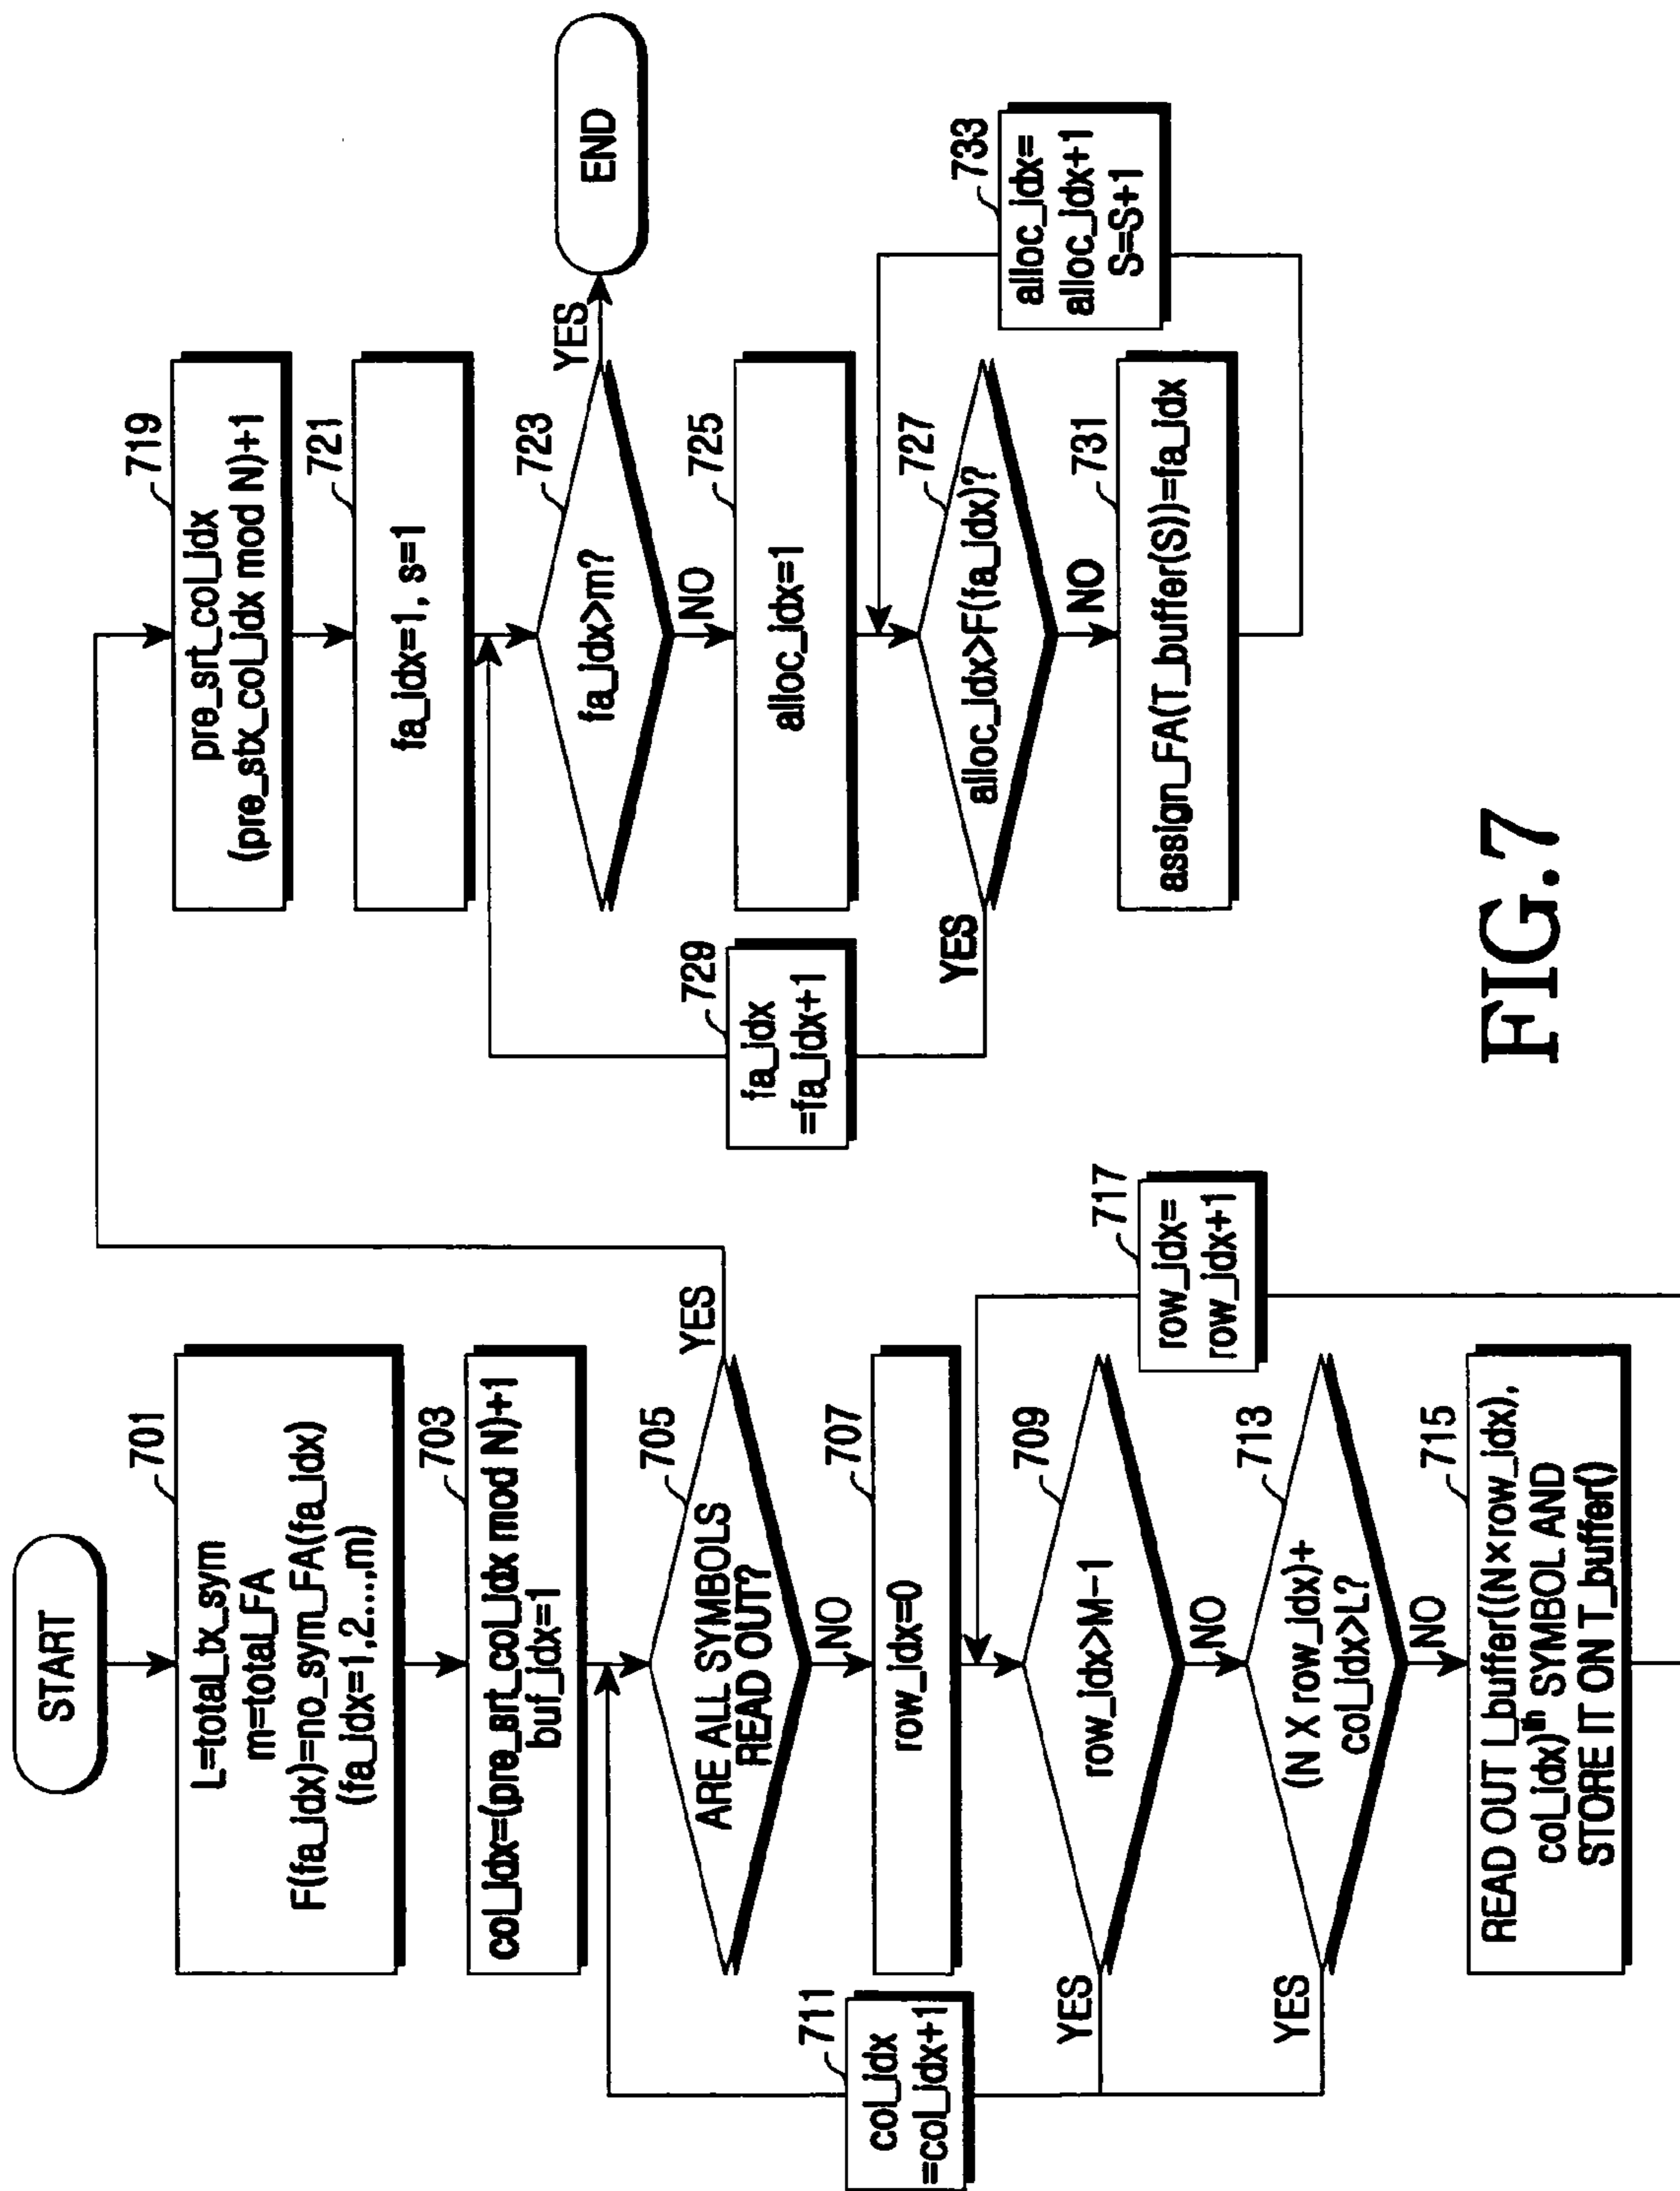 START
701
L=total_tx_sym
m=total_FA
F(fa_idx)=no_sym_FA(fa_idx)
(fa_idx=1,2...,m)
703
col_idx=(pre_srt_col_idx mod N)+1
buf_idx=1
705
ARE ALL SYMBOLS
READ OUT?
YES
NO
707
row_idx=0
709
row_idx>M-1
YES
NO
711
col_idx
=col_idx+1
713
(N X row_idx)+
col_idx>L?
YES
NO
715
READ OUT I_buffer((N×row_idx),
col_idx)th SYMBOL AND
STORE IT ON T_buffer()
717
row_idx=
row_idx+1
719
pre_srt_col_idx
(pre_stx_col_idx mod N)+1
721
fa_idx=1, s=1
723
fa_idx>m?
YES
END
NO
725
alloc_idx=1
727
alloc_idx>F(fa_idx)?
YES
NO
729
fa_idx
=fa_idx+1
731
assign_FA(T_buffer(S))=fa_idx
733
alloc_idx=
alloc_idx+1
S=S+1
FIG.7